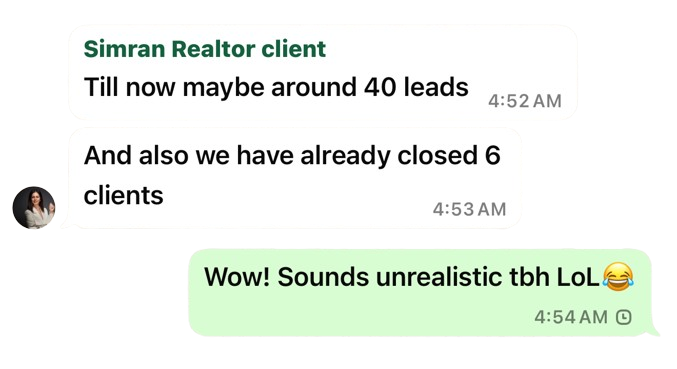 Simran Realtor client
Till now maybe around 40 leads
4:52 AM
And also we have already closed 6
clients
4:53 AM
Wow! Sounds unrealistic tbh LoL😂
4:54 AM